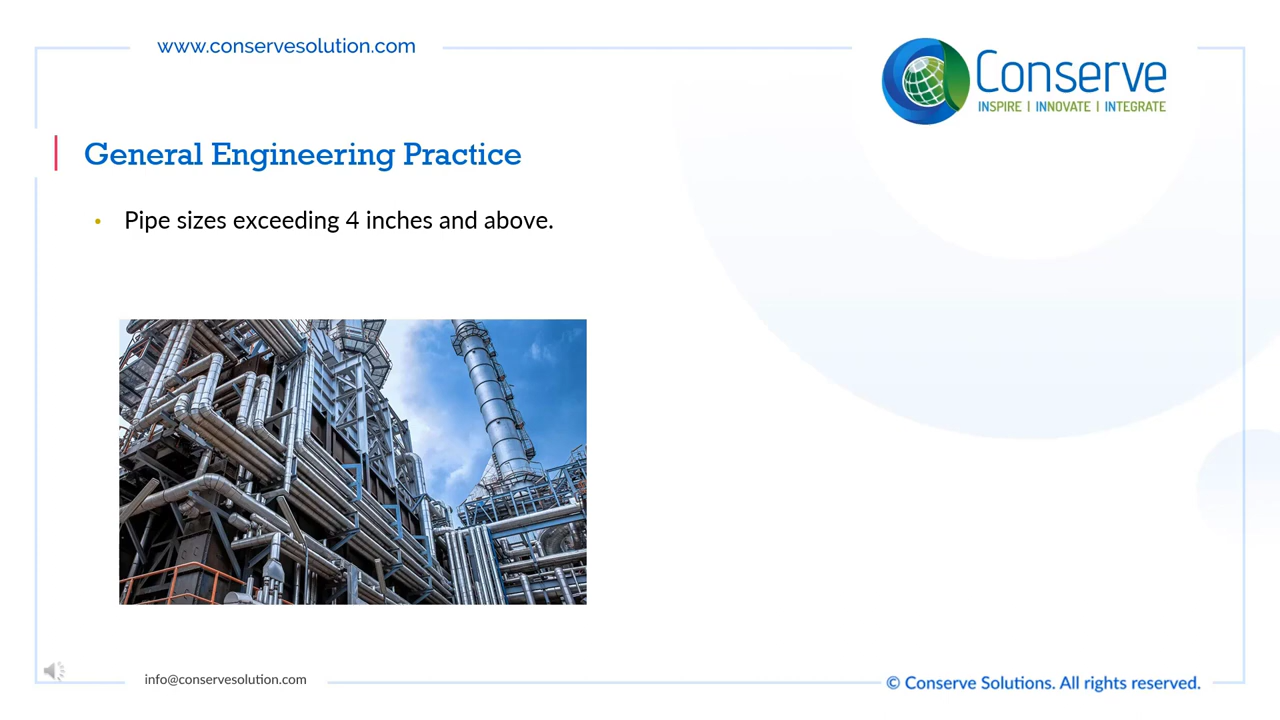 www.conservesolution.com
Conserve
INSPIRE | INNOVATE | INTEGRATE
General Engineering Practice
• Pipe sizes exceeding 4 inches and above.
info@conservesolution.com
© Conserve Solutions. All rights reserved.